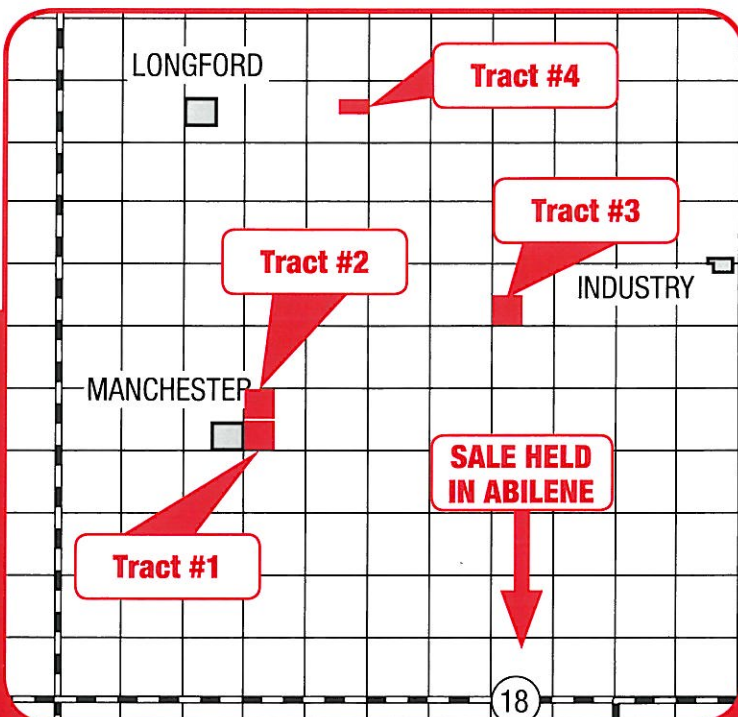 LONGFORD
Tract #4
Tract #3
Tract #2
INDUSTRY
MANCHESTER
SALE HELD
IN ABILENE
Tract #1
18